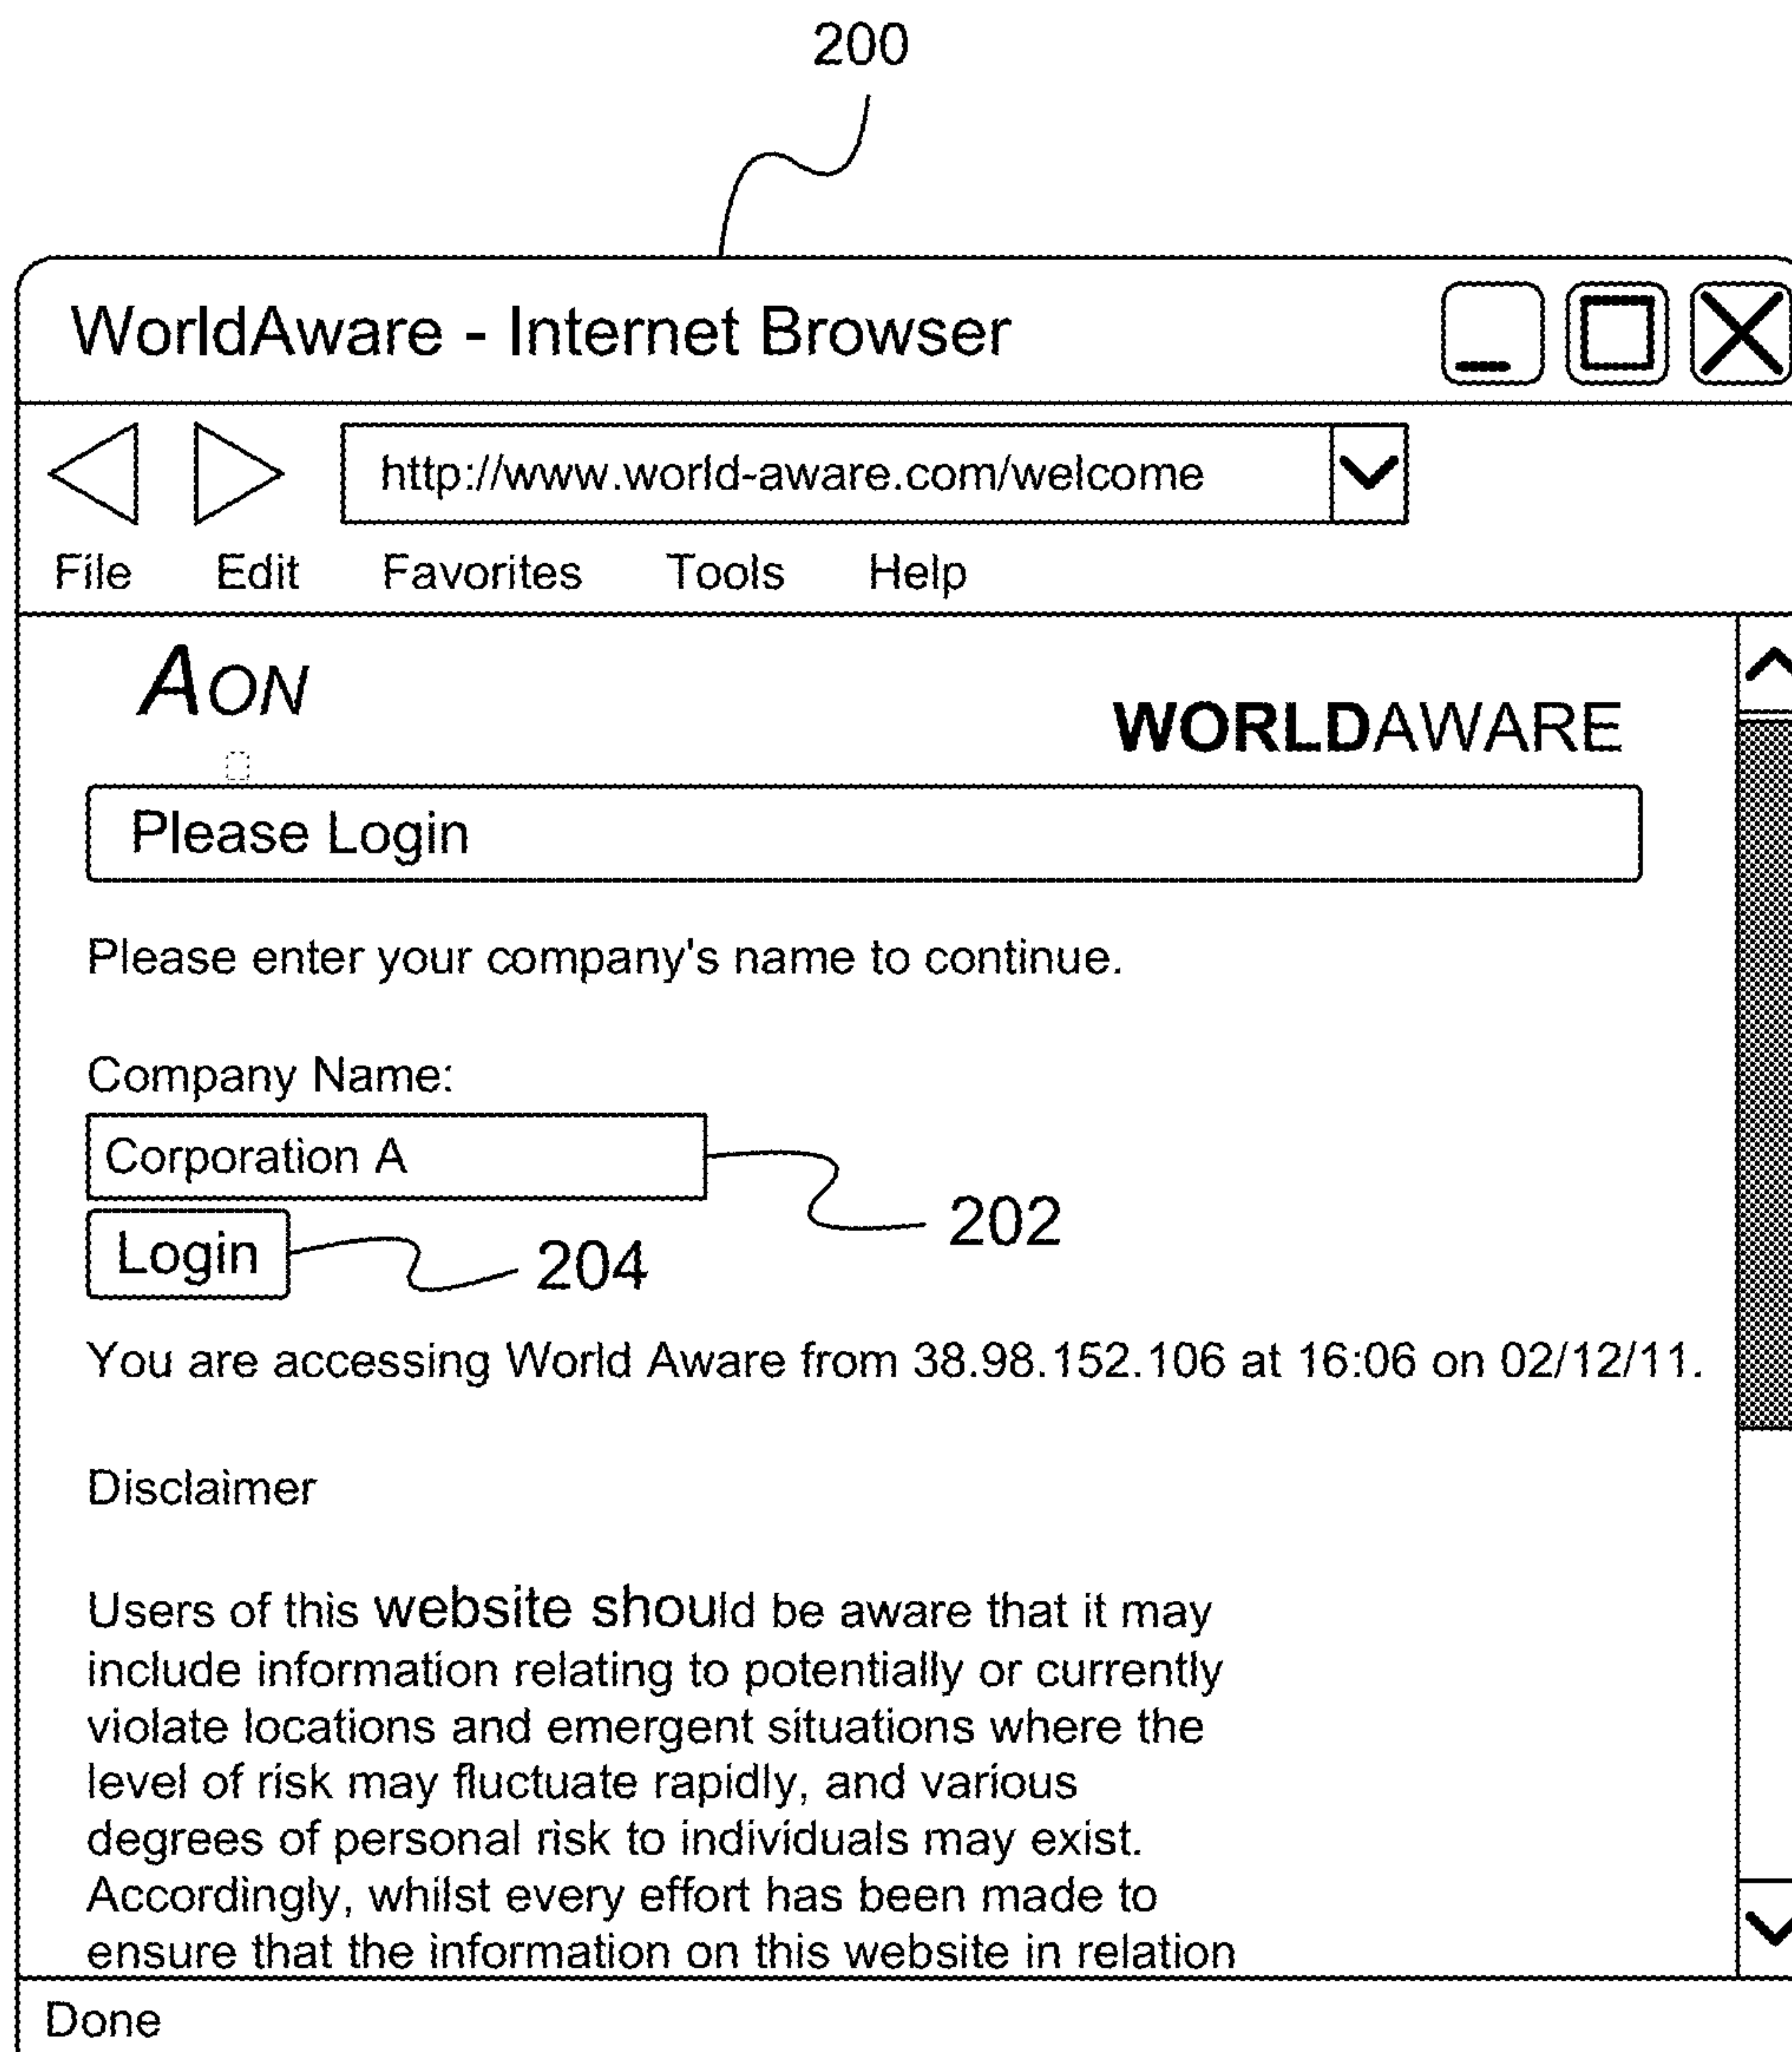 200
WorldAware - Internet Browser
http://www.world-aware.com/welcome
File Edit Favorites Tools Help
AON
WORLDAWARE
Please Login
Please enter your company's name to continue.
Company Name:
Corporation A
202
Login
204
You are accessing World Aware from 38.98.152.106 at 16:06 on 02/12/11.
Disclaimer
Users of this website should be aware that it may
include information relating to potentially or currently
violate locations and emergent situations where the
level of risk may fluctuate rapidly, and various
degrees of personal risk to individuals may exist.
Accordingly, whilst every effort has been made to
ensure that the information on this website in relation
Done